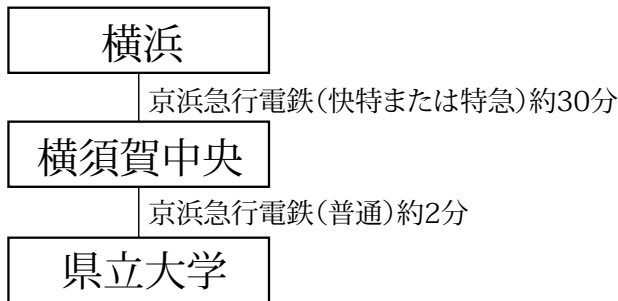 横浜
京浜急行電鉄(快特または特急)約30分
横須賀中央
京浜急行電鉄(普通)約2分
県立大学